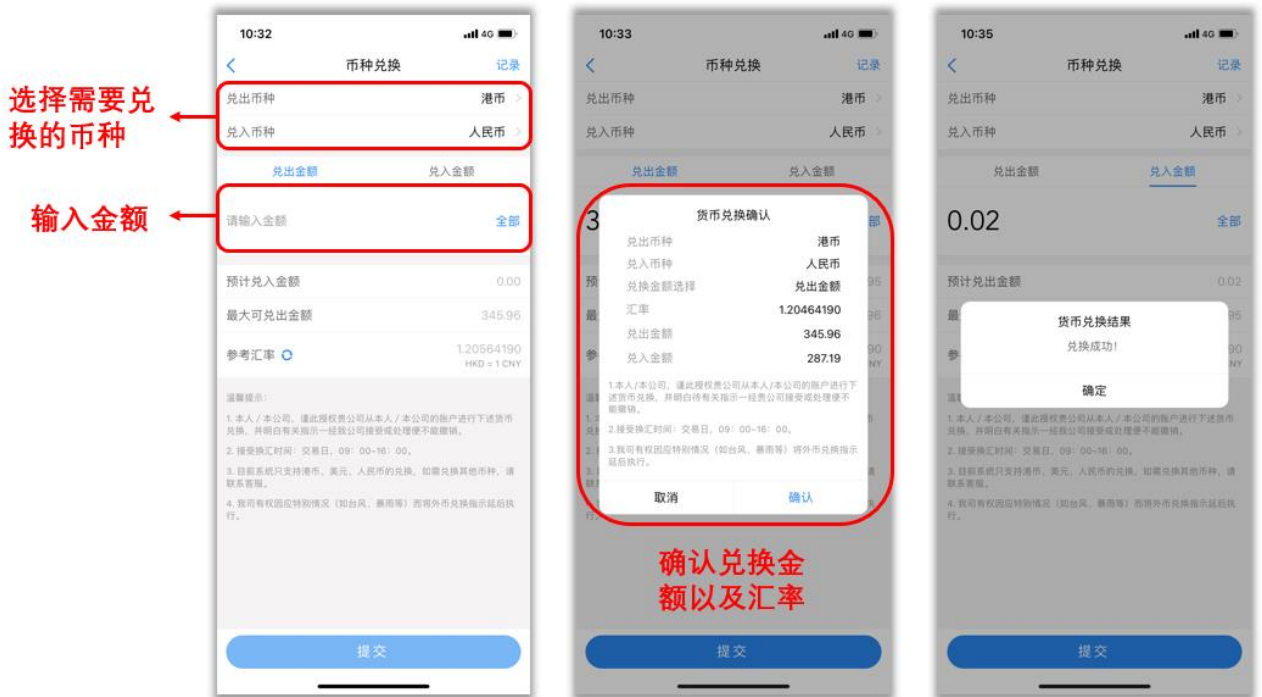 选择需要兑
换的币种
输入金额
10:32
4G
币种兑换
记录
兑出币种
港币
兑入币种
人民币
兑出金额
兑入金额
请输入金额
全部
预计兑入金额
0.00
最大可兑出金额
345.96
参考汇率
1.20564190
HKD = 1 CNY
温馨提示：
1. 本人 / 本公司，谨此授权贵公司从本人 / 本公司的账户进行下述货币
兑换，并明白有关指示一经我公司接受或处理便不能撤销。
2. 接受换汇时间：交易日，09：00-16：00。
3. 目前系统只支持港币、美元、人民币的兑换，如需兑换其他币种，请
联系客服。
4. 我司有权因应特别情况（如台风、暴雨等）而将外币兑换指示延后执
行。
提交
10:33
4G
币种兑换
记录
兑出币种
港币
兑入币种
人民币
兑出金额
兑入金额
3
部
货币兑换确认
兑出币种
港币
兑入币种
人民币
兑换金额选择
兑出金额
汇率
1.20464190
兑出金额
345.96
兑入金额
287.19
1.本人/本公司，谨此授权贵公司从本人/本公司的账户进行下
述货币兑换，并明白待有关指示一经贵公司接受或处理便不
能撤销。
2.接受换汇时间：交易日，09：00-16：00。
3.我司有权因应特别情况（如台风、暴雨等）将外币兑换指示
延后执行。
取消
确认
确认兑换金
额以及汇率
提交
10:35
4G
币种兑换
记录
兑出币种
港币
兑入币种
人民币
兑出金额
兑入金额
0.02
全部
预计兑出金额
0.02
货币兑换结果
兑换成功!
确定
1. 本人 / 本公司，谨此授权贵公司从本人 / 本公司的账户进行下述货币
兑换，并明白有关指示一经我公司接受或处理便不能撤销。
2. 接受换汇时间：交易日，09：00-16：00。
3. 目前系统只支持港币、美元、人民币的兑换，如需兑换其他币种，请
联系客服。
4. 我司有权因应特别情况（如台风、暴雨等）而将外币兑换指示延后执
行。
提交